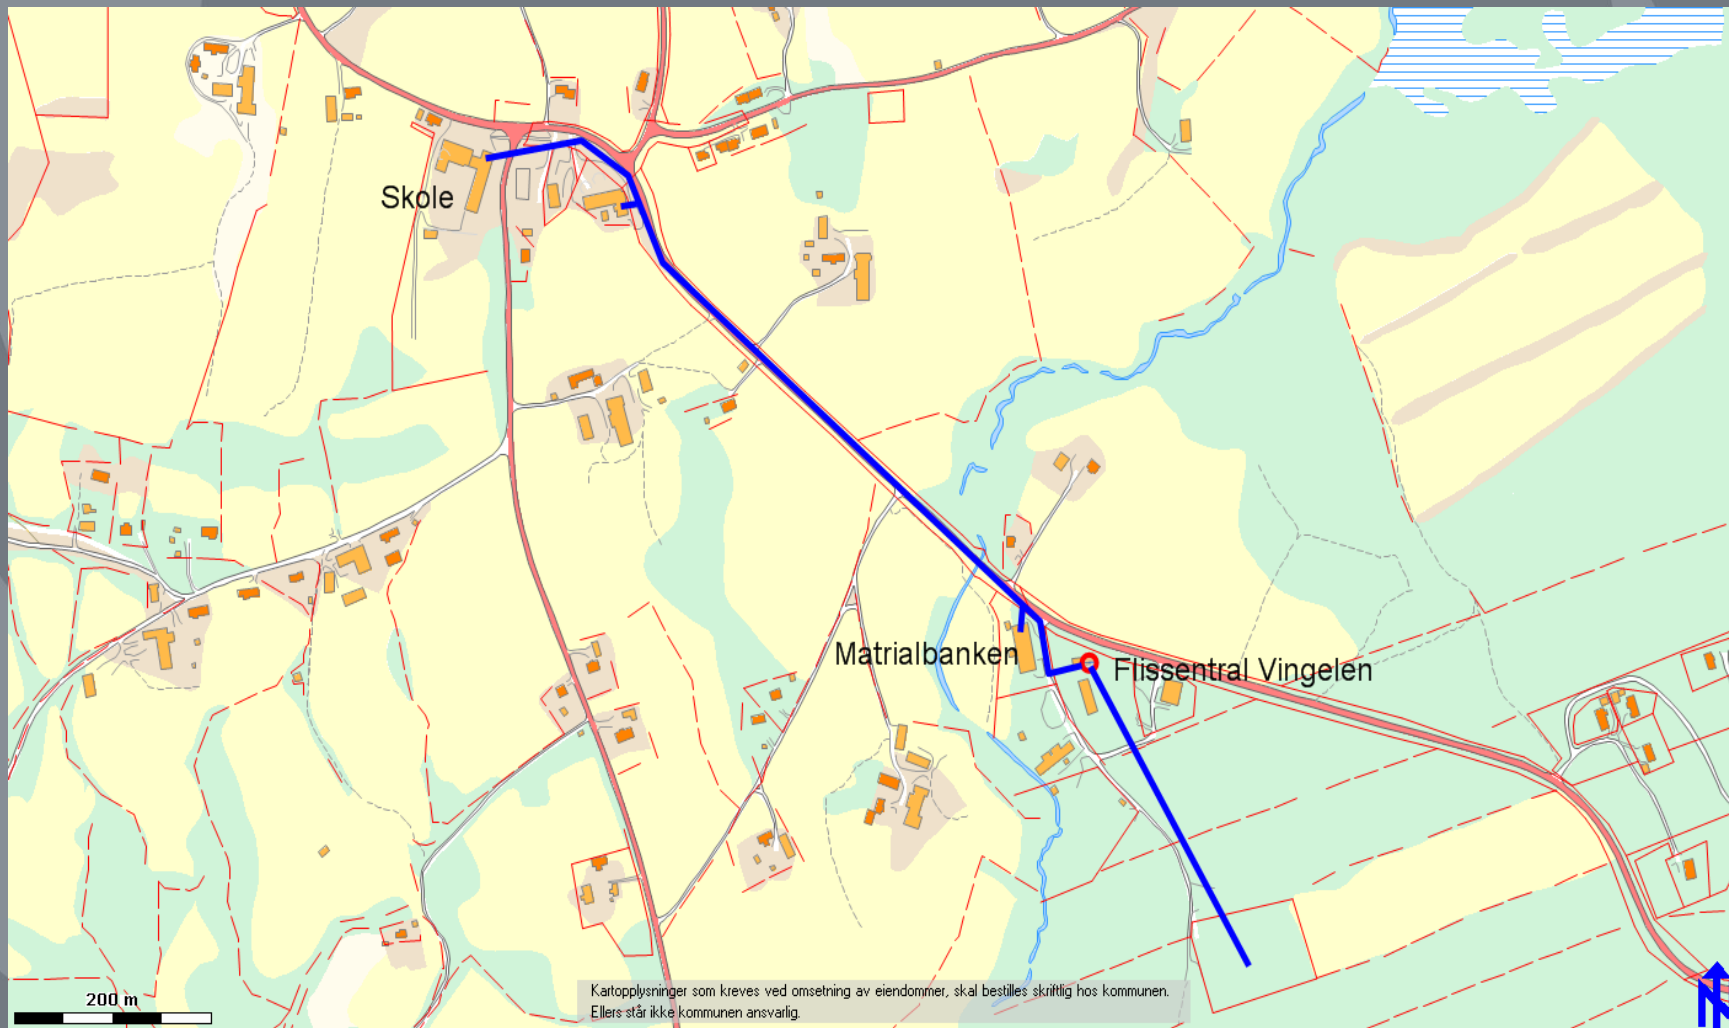 Skole
Matrialbanken
Flissentral Vingelen
200 m
Kartopplysninger som kreves ved omsetning av eiendommer, skal bestilles skriftlig hos kommunen.
Ellers står ikke kommunen ansvarlig.
N